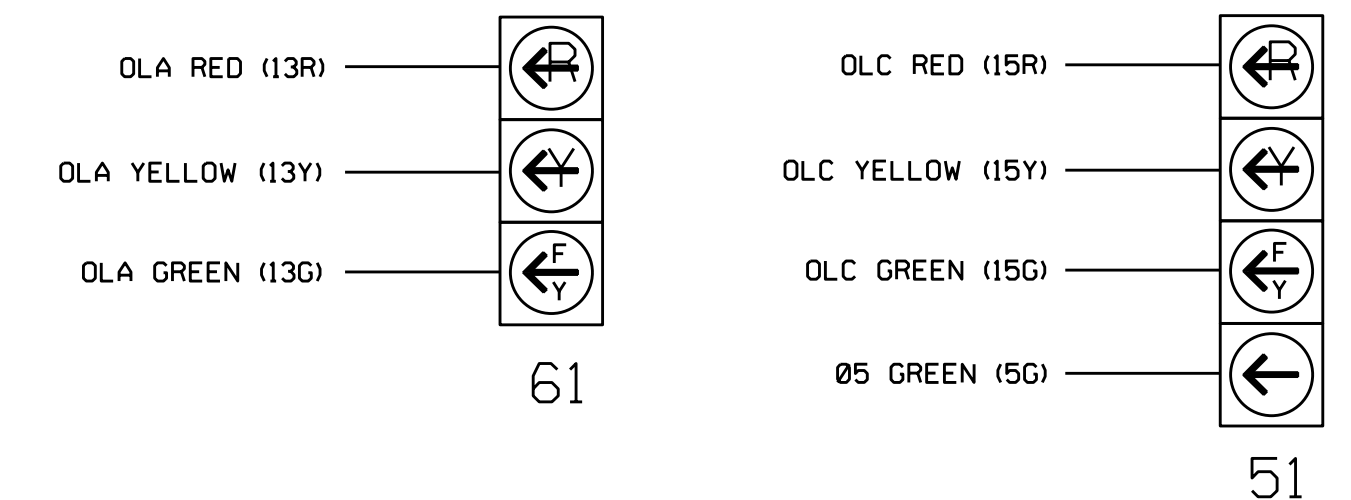 OLA RED (13R)
R
OLA YELLOW (13Y)
Y
OLA GREEN (13G)
F
Y
61
OLC RED (15R)
R
OLC YELLOW (15Y)
Y
OLC GREEN (15G)
F
Y
Ø5 GREEN (5G)
51